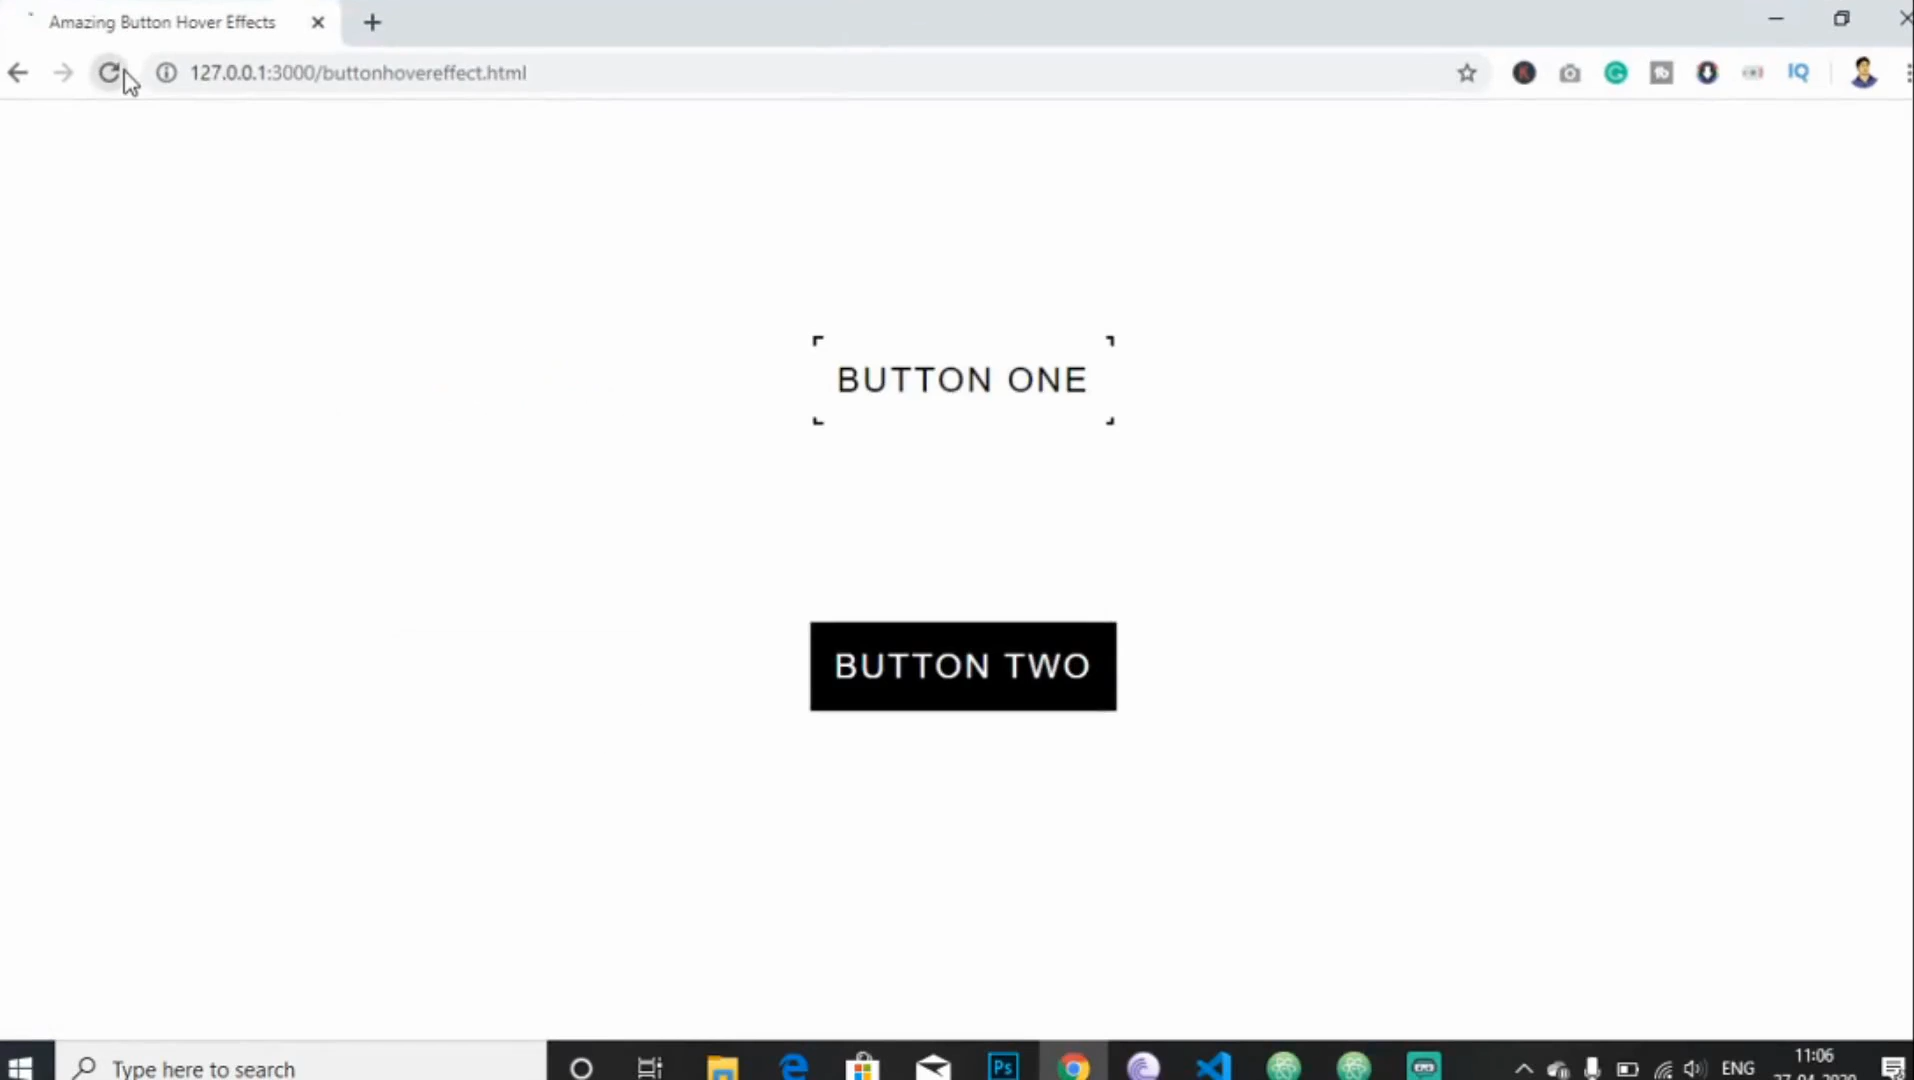 Amazing Button Hover Effects
127.0.0.1:3000/buttonhovereffect.html
IQ
BUTTON ONE
BUTTON TWO
Type here to search
Ps
ENG
11:06